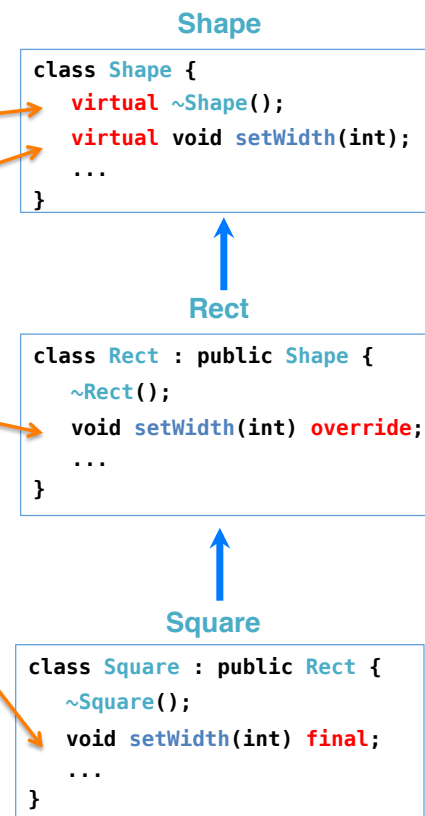 Shape
class Shape {
virtual ~Shape();
virtual void setWidth(int);
...
}
Rect
class Rect : public Shape {
~Rect();
void setWidth(int) override;
...
}
Square
class Square : public Rect {
~Square();
void setWidth(int) final;
...
}